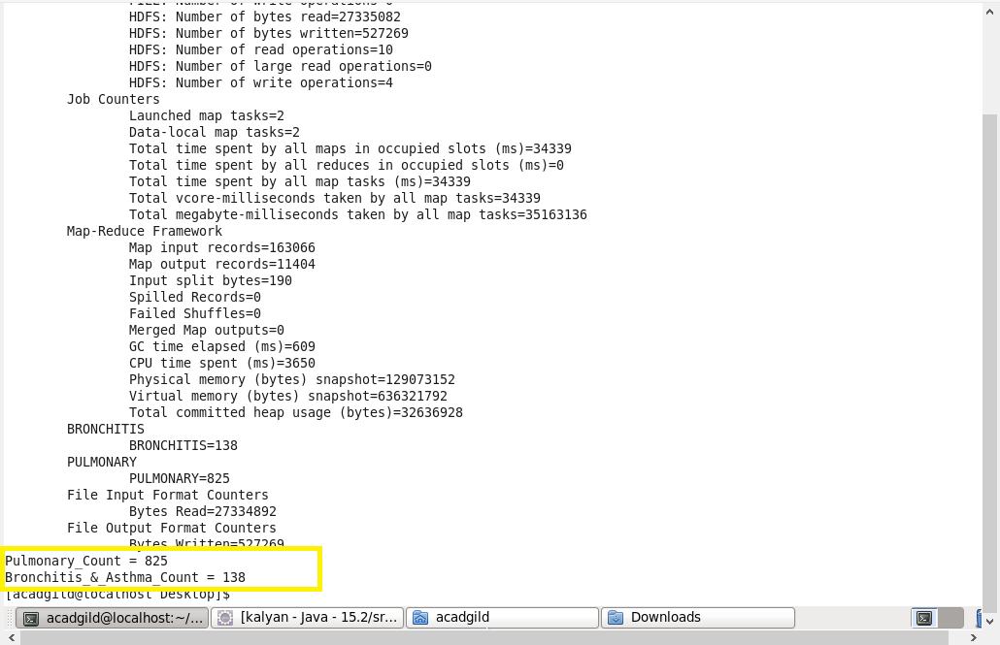 FILE: Number of write operations=0
HDFS: Number of bytes read=27335082
HDFS: Number of bytes written=527269
HDFS: Number of read operations=10
HDFS: Number of large read operations=0
HDFS: Number of write operations=4
Job Counters
Launched map tasks=2
Data-local map tasks=2
Total time spent by all maps in occupied slots (ms)=34339
Total time spent by all reduces in occupied slots (ms)=0
Total time spent by all map tasks (ms)=34339
Total vcore-milliseconds taken by all map tasks=34339
Total megabyte-milliseconds taken by all map tasks=35163136
Map-Reduce Framework
Map input records=163066
Map output records=11404
Input split bytes=190
Spilled Records=0
Failed Shuffles=0
Merged Map outputs=0
GC time elapsed (ms)=609
CPU time spent (ms)=3650
Physical memory (bytes) snapshot=129073152
Virtual memory (bytes) snapshot=636321792
Total committed heap usage (bytes)=32636928
BRONCHITIS
BRONCHITIS=138
PULMONARY
PULMONARY=825
File Input Format Counters
Bytes Read=27334892
File Output Format Counters
Bytes Written=527269
Pulmonary_Count = 825
Bronchitis_&_Asthma_Count = 138
[acadgild@localhost Desktop]$
acadgild@localhost:~/... [kalyan - Java - 15.2/sr... acadgild Downloads